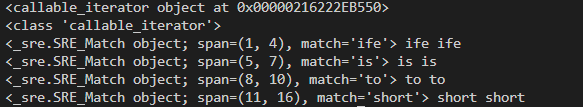 <callable_iterator object at 0x00000216222EB550>
<class 'callable_iterator'>
<_sre.SRE_Match object; span=(1, 4), match='ife'> ife ife
<_sre.SRE_Match object; span=(5, 7), match='is'> is is
<_sre.SRE_Match object; span=(8, 10), match='to'> to to
<_sre.SRE_Match object; span=(11, 16), match='short'> short short